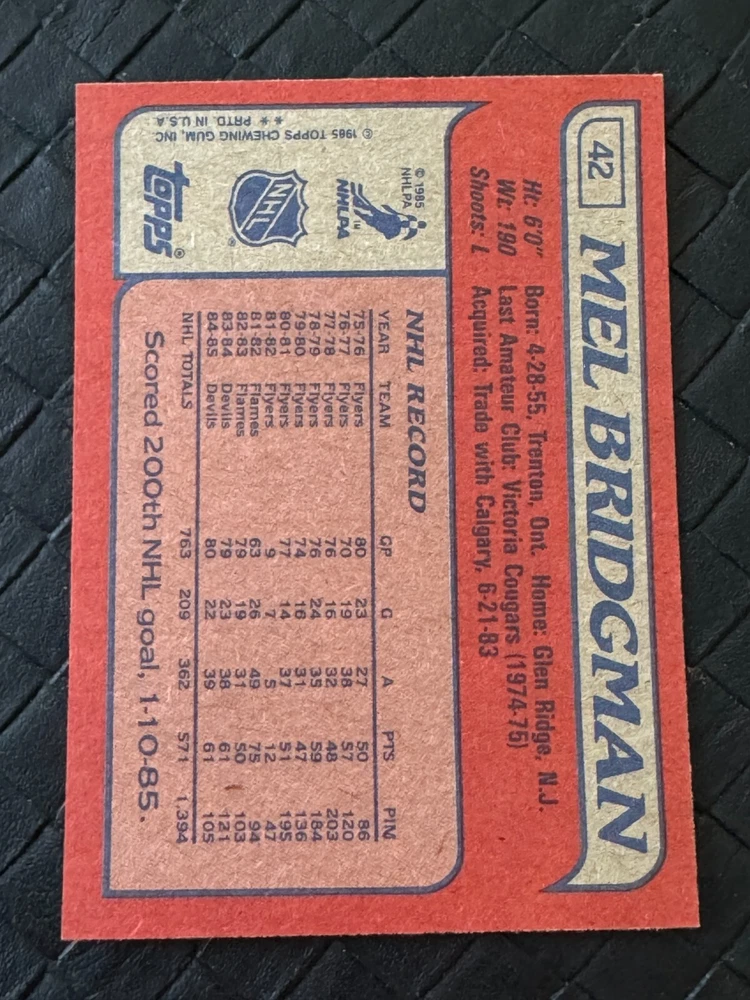 42
MEL BRIDGMAN
Ht: 6'0" Born: 4-28-55, Trenton, Ont. Home: Glen Ridge, N.J.
Wt: 190 Last Amateur Club: Victoria Cougars (1974-75)
Shoots: L Acquired: Trade with Calgary, 6-21-83
© 1985 NHLPA
TM
NHLPA
NHL ®
TOPPS ®
© 1985 TOPPS CHEWING GUM, INC
** PRTD. IN U.S.A.
NHL RECORD
YEAR TEAM GP G A PTS PIM
75-76 Flyers 80 23 27 50 86
76-77 Flyers 70 19 38 57 120
77-78 Flyers 76 16 32 48 203
78-79 Flyers 76 24 35 59 184
79-80 Flyers 74 16 31 47 136
80-81 Flyers 77 14 37 51 195
81-82 Flyers 9 7 5 12 47
81-82 Flames 63 26 49 75 94
82-83 Flames 79 19 31 50 103
83-84 Devils 79 23 38 61 121
84-85 Devils 80 22 39 61 105
NHL TOTALS 763 209 362 571 1,394
Scored 200th NHL goal, 1-10-85.